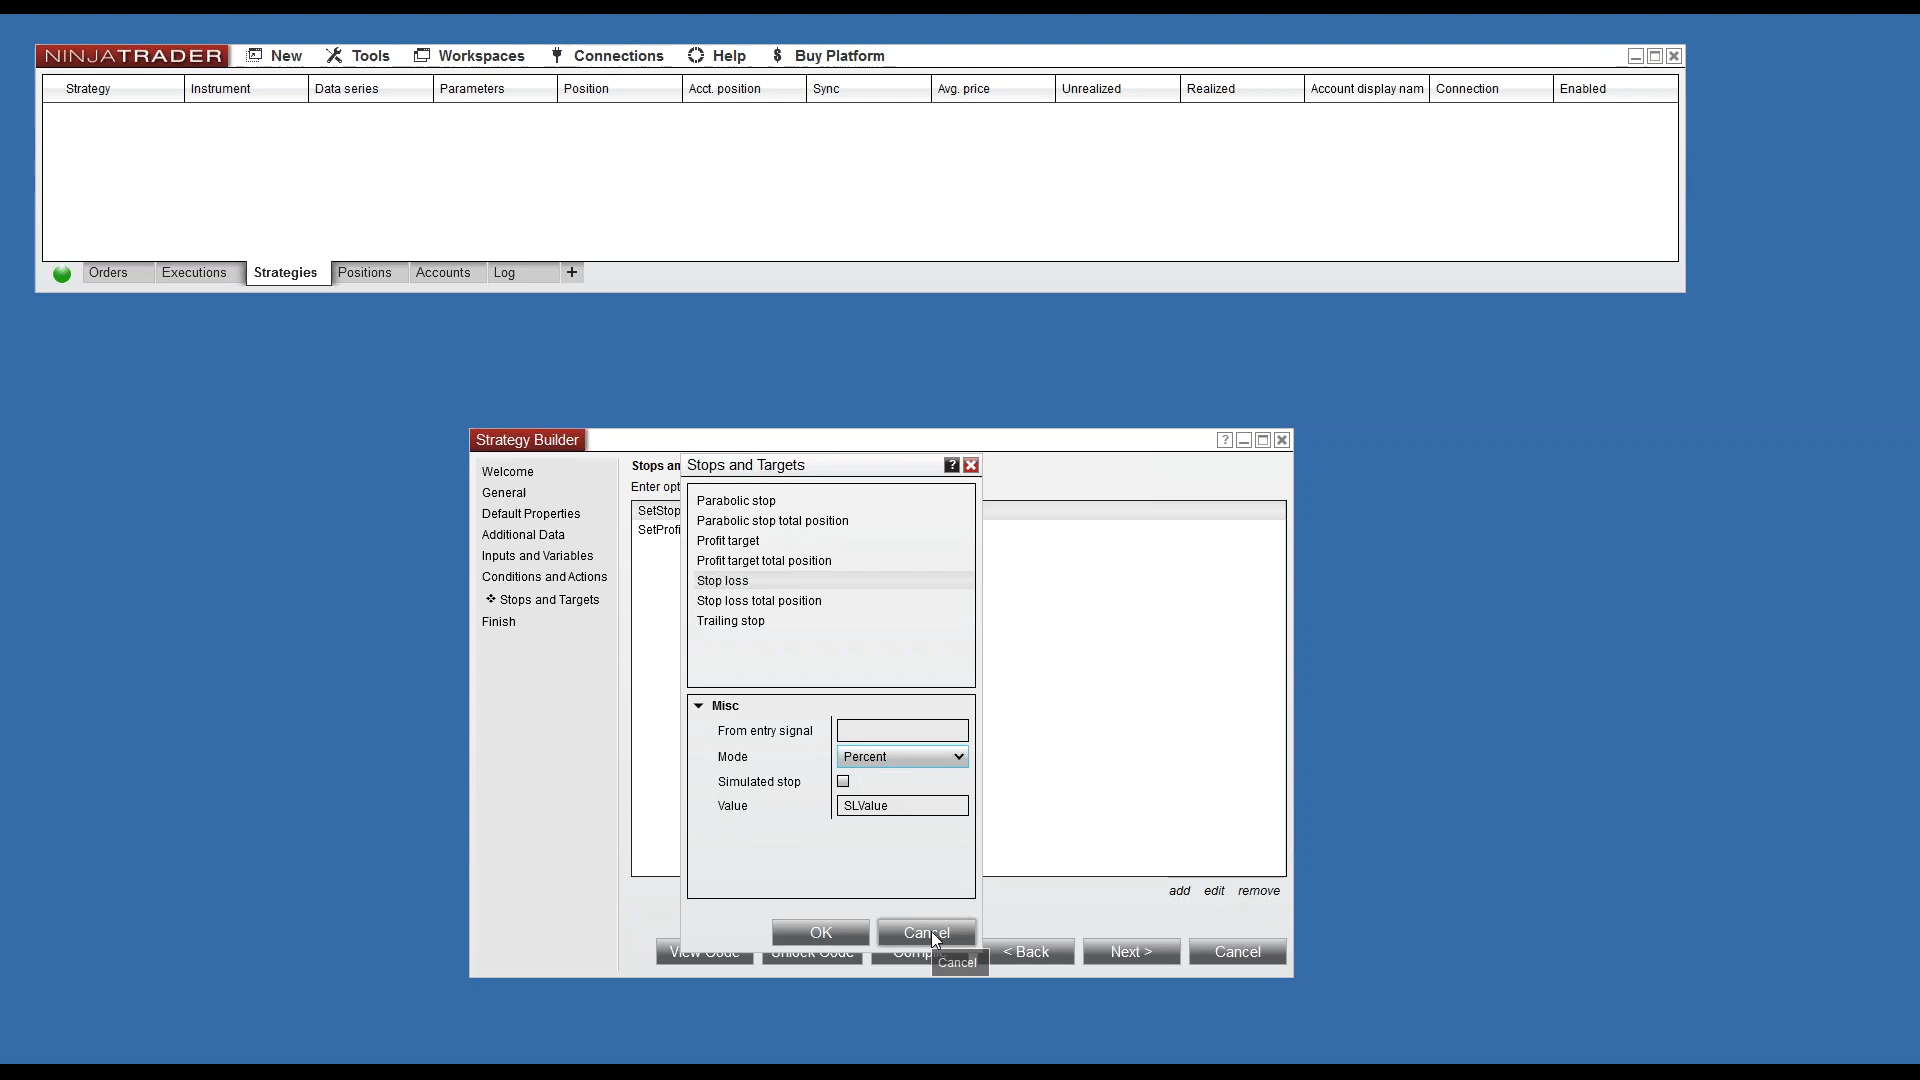 NINJATRADER New Tools Workspaces Connections Help $ Buy Platform
Strategy Instrument Data series Parameters Position Acct. position Sync Avg. price Unrealized Realized Account display nam Connection Enabled
Orders Executions Strategies Positions Accounts Log +
Strategy Builder ?
Welcome
General
Default Properties
Additional Data
Inputs and Variables
Conditions and Actions
Stops and Targets
Finish
Stops an
Enter opt
SetStop
SetProfi
Stops and Targets ?
Parabolic stop
Parabolic stop total position
Profit target
Profit target total position
Stop loss
Stop loss total position
Trailing stop
Misc
From entry signal
Mode Percent
Simulated stop
Value SLValue
add edit remove
OK Cancel
View Code Unlock Code Compile < Back Next > Cancel
Cancel